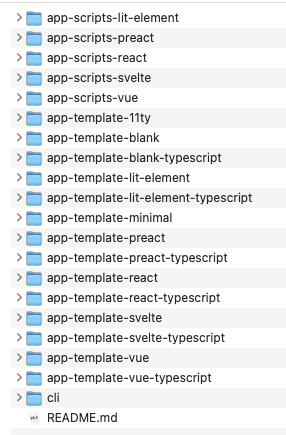 app-scripts-lit-element
app-scripts-preact
app-scripts-react
app-scripts-svelte
app-scripts-vue
app-template-11ty
app-template-blank
app-template-blank-typescript
app-template-lit-element
app-template-lit-element-typescript
app-template-minimal
app-template-preact
app-template-preact-typescript
app-template-react
app-template-react-typescript
app-template-svelte
app-template-svelte-typescript
app-template-vue
app-template-vue-typescript
cli
README.md